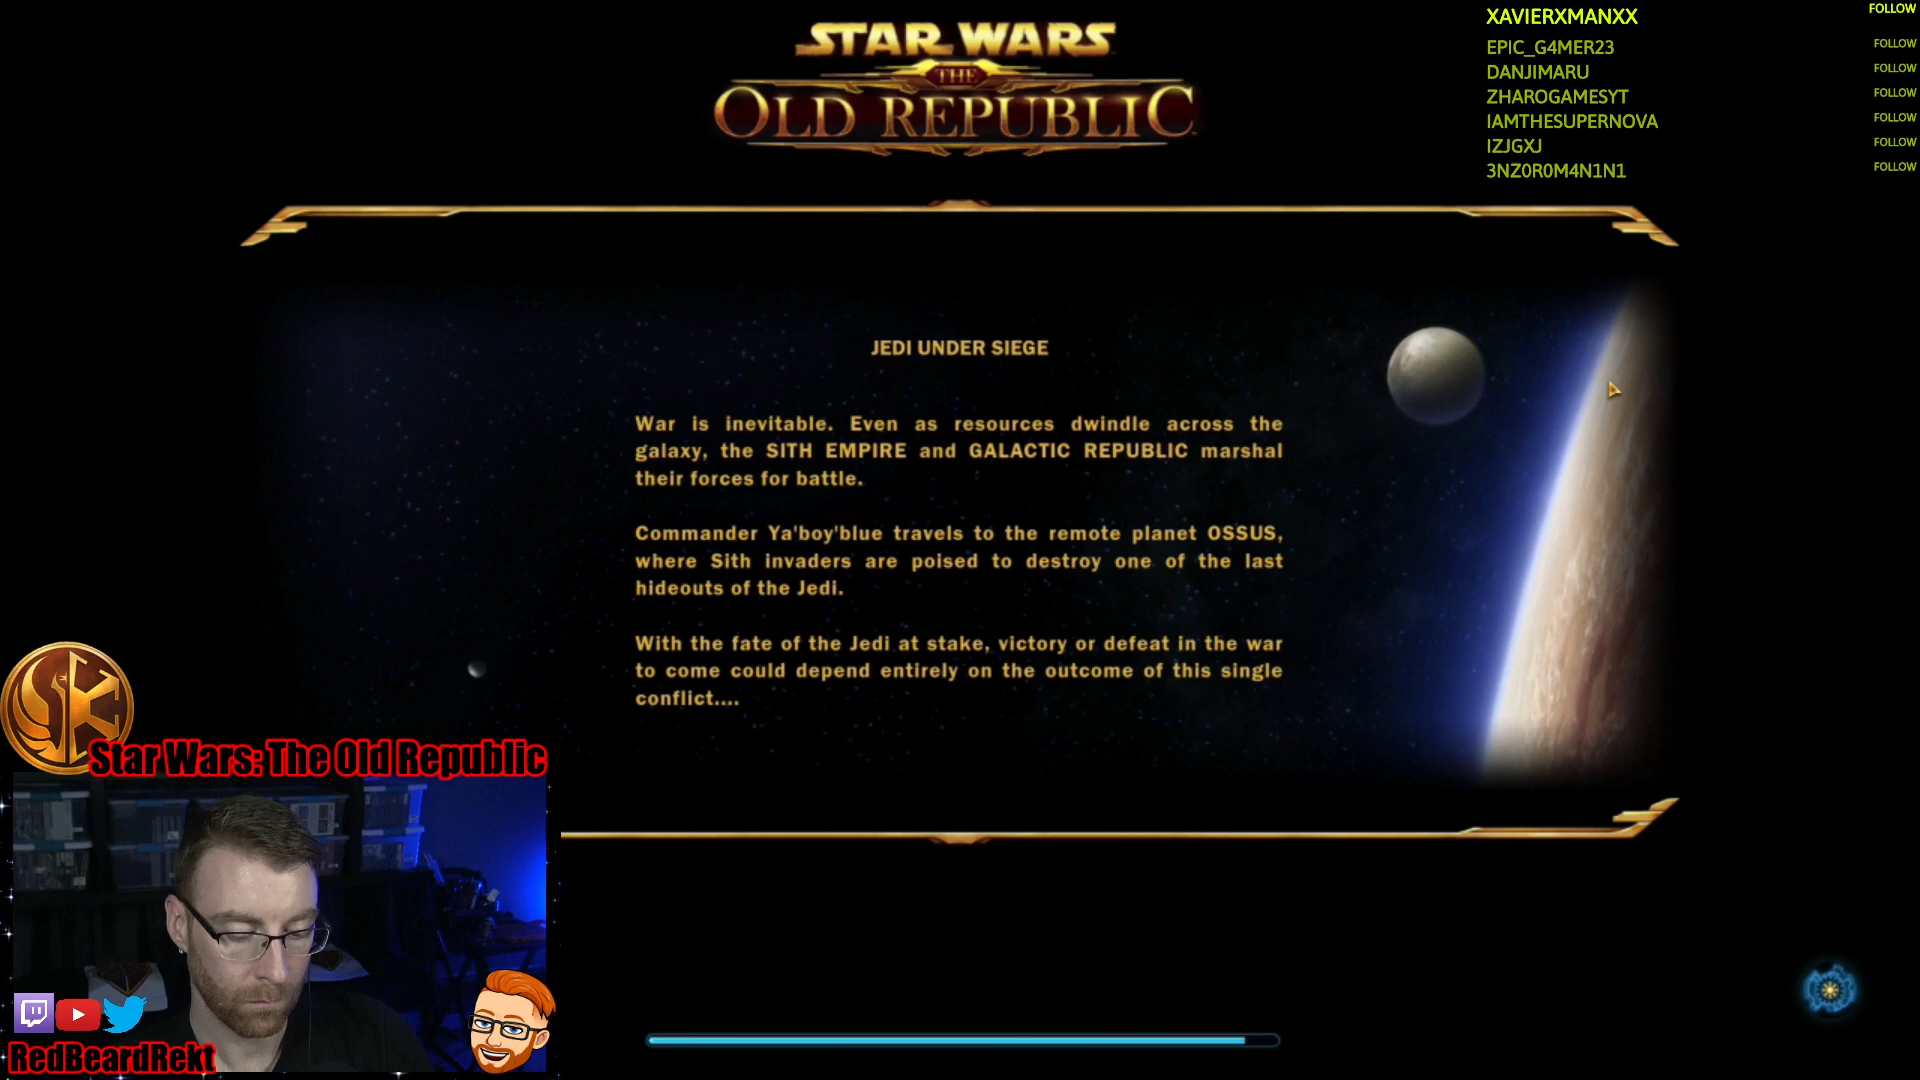 STAR WARS
THE
OLD REPUBLIC
XAVIERXMANXX FOLLOW
EPIC_G4MER23 FOLLOW
DANJIMARU FOLLOW
ZHAROGAMESYT FOLLOW
IAMTHESUPERNOVA FOLLOW
IZJGXJ FOLLOW
3NZ0R0M4N1N1 FOLLOW
JEDI UNDER SIEGE
War is inevitable. Even as resources dwindle across the
galaxy, the SITH EMPIRE and GALACTIC REPUBLIC marshal
their forces for battle.
Commander Ya'boy'blue travels to the remote planet OSSUS,
where Sith invaders are poised to destroy one of the last
hideouts of the Jedi.
With the fate of the Jedi at stake, victory or defeat in the war
to come could depend entirely on the outcome of this single
conflict....
Star Wars: The Old Republic
RedBeardRekt